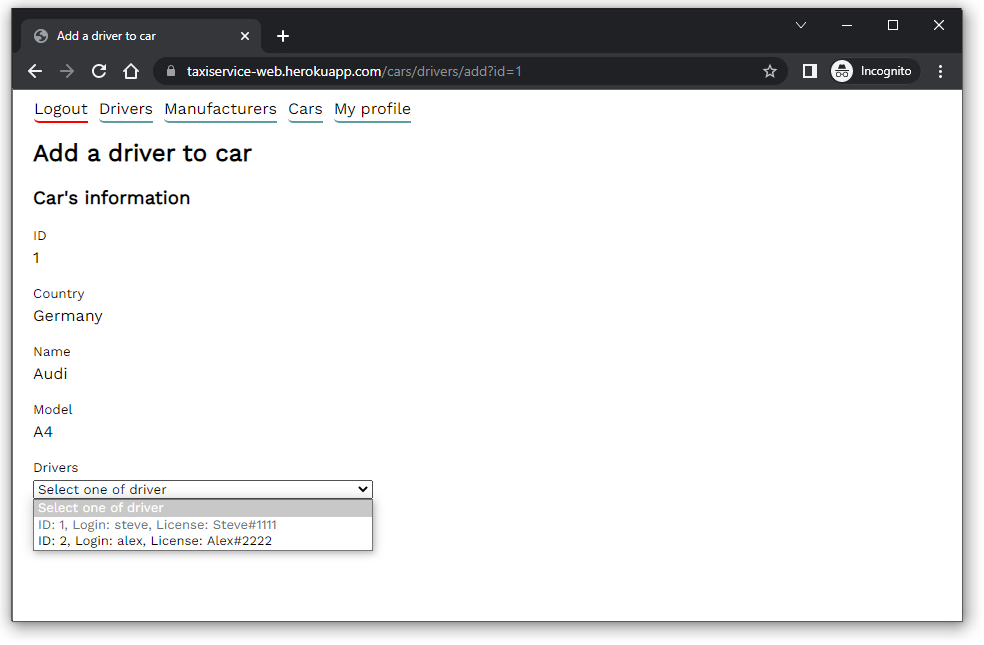 Add a driver to car
taxiservice-web.herokuapp.com/cars/drivers/add?id=1
Incognito
Logout Drivers Manufacturers Cars My profile
Add a driver to car
Car's information
ID
1
Country
Germany
Name
Audi
Model
A4
Drivers
Select one of driver
Select one of driver
ID: 1, Login: steve, License: Steve#1111
ID: 2, Login: alex, License: Alex#2222